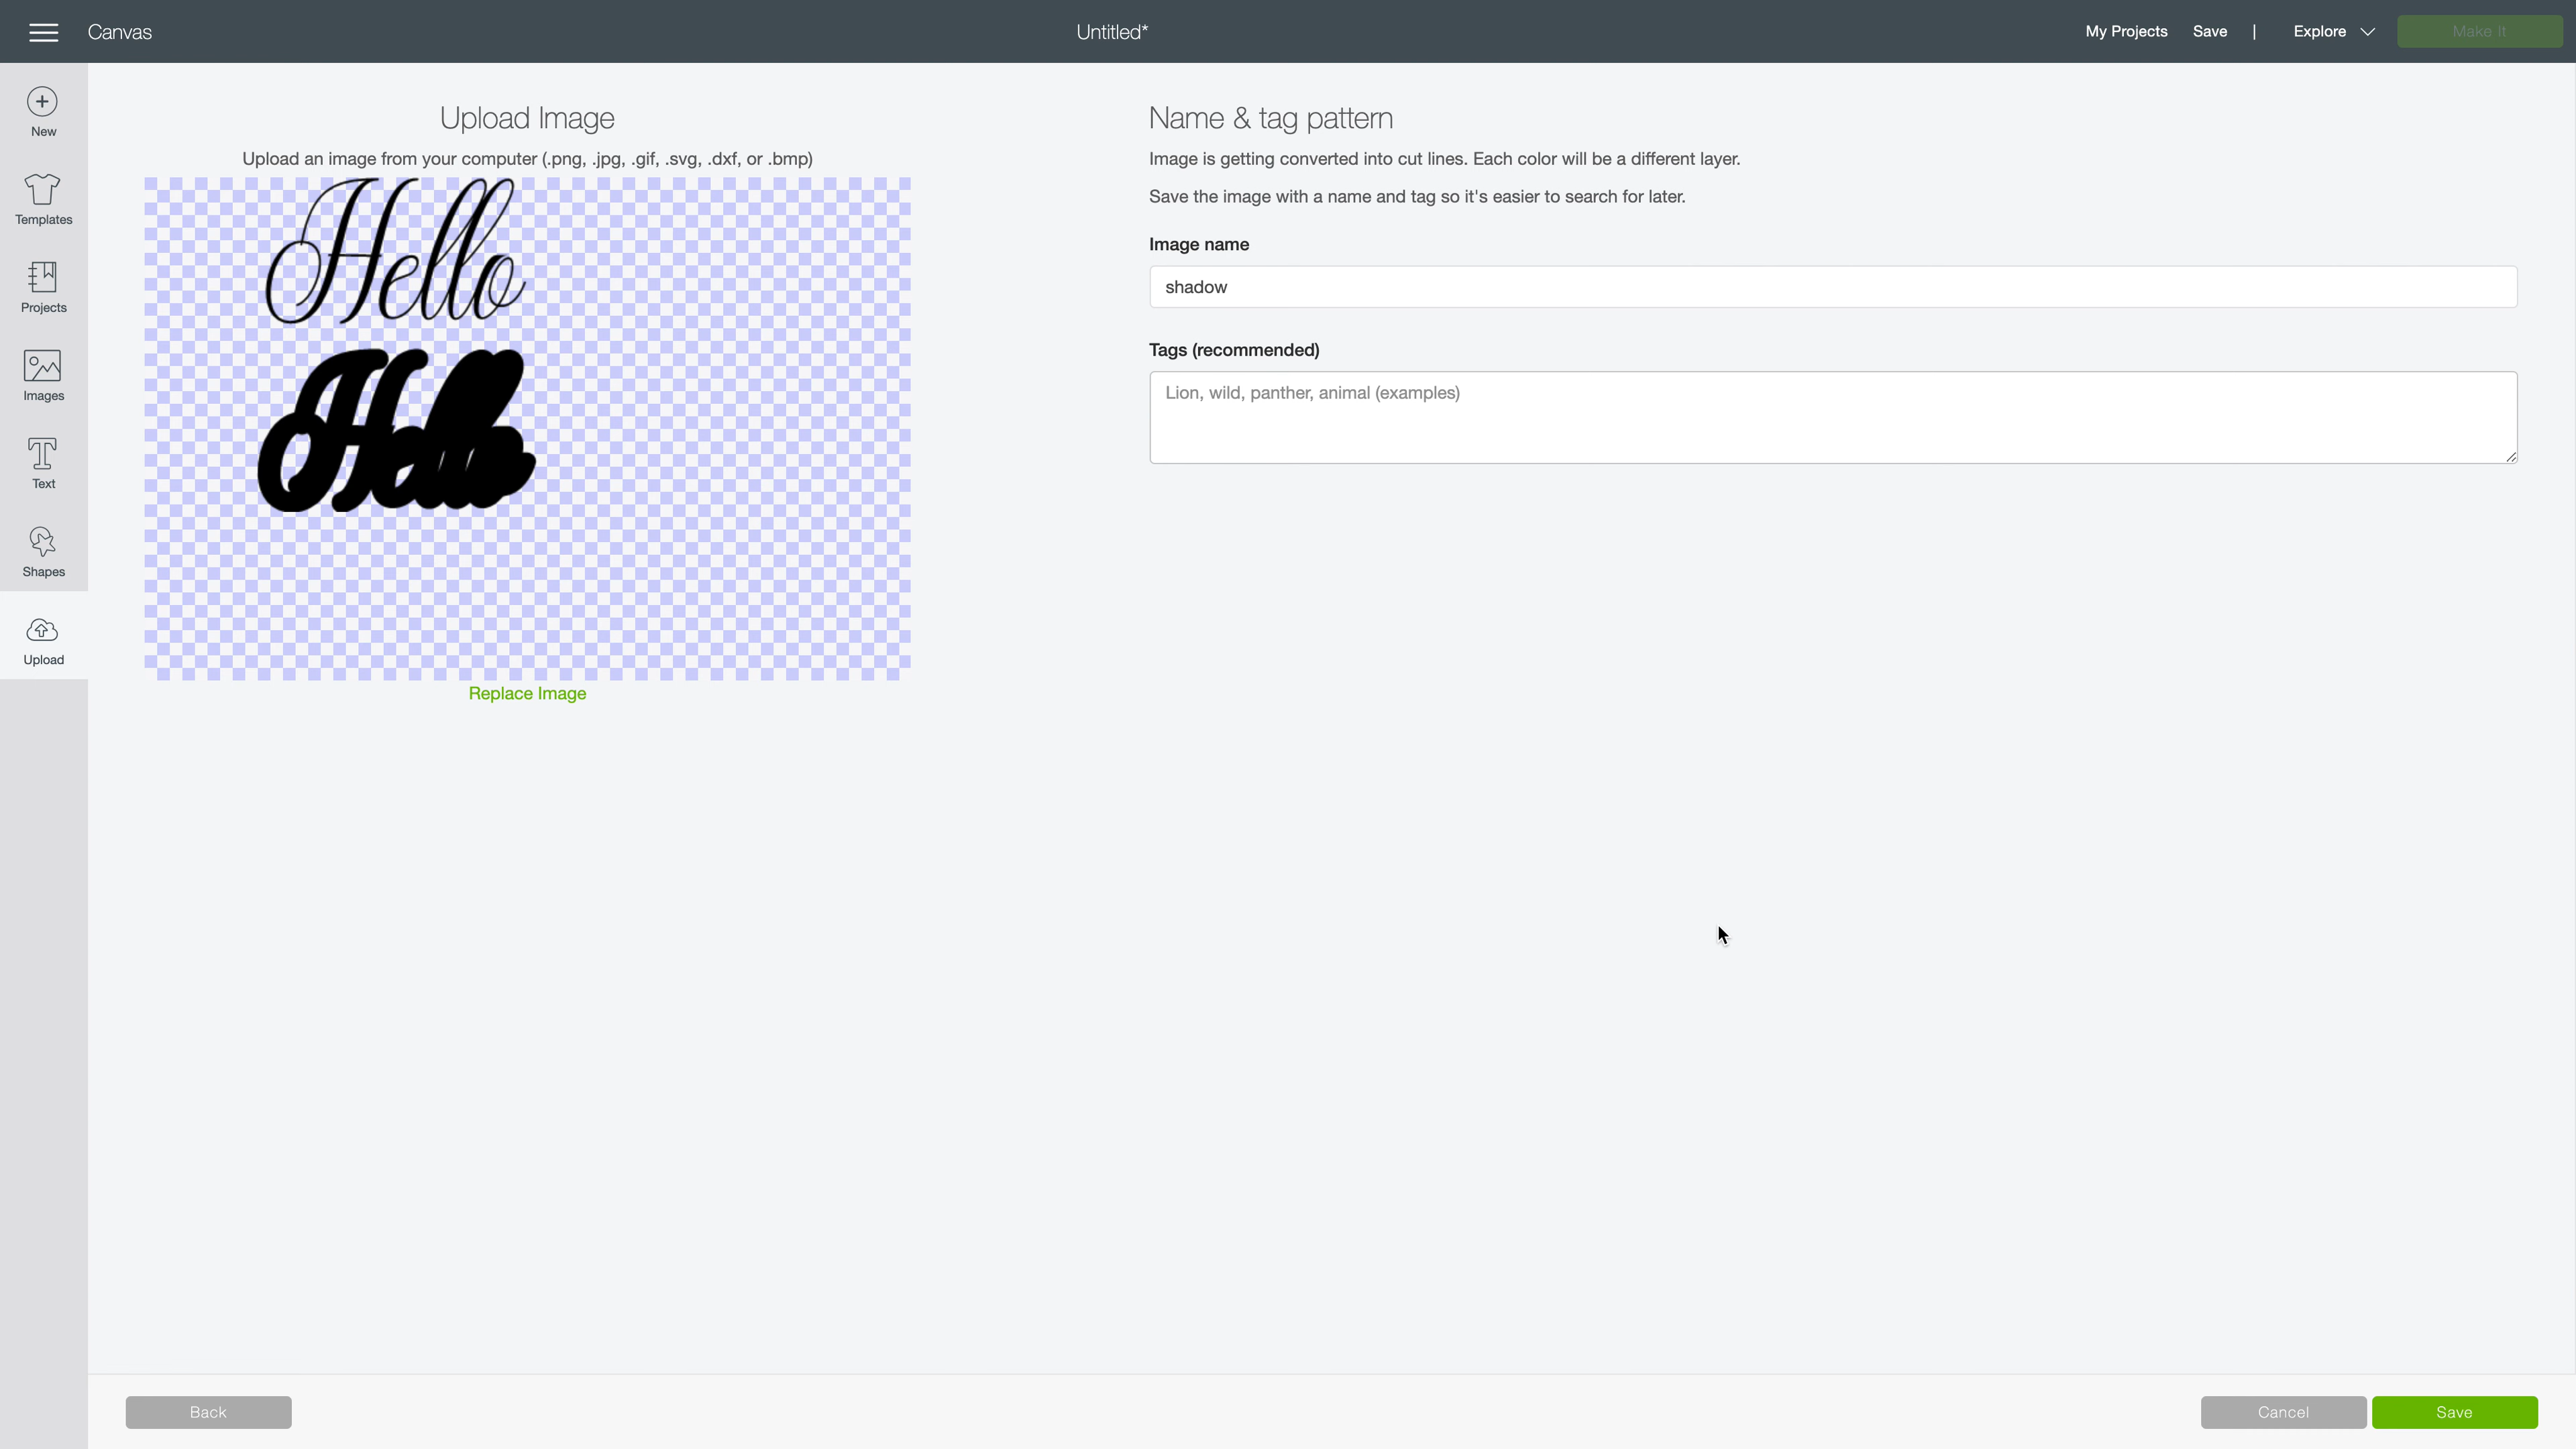 Canvas
Untitled*
My Projects Save | Explore Make It
New
Templates
Projects
Images
Text
Shapes
Upload
Upload Image
Upload an image from your computer (.png, .jpg, .gif, .svg, .dxf, or .bmp)
Hello
Hello
Replace Image
Name & tag pattern
Image is getting converted into cut lines. Each color will be a different layer.
Save the image with a name and tag so it's easier to search for later.
Image name
shadow
Tags (recommended)
Lion, wild, panther, animal (examples)
Back
Cancel
Save